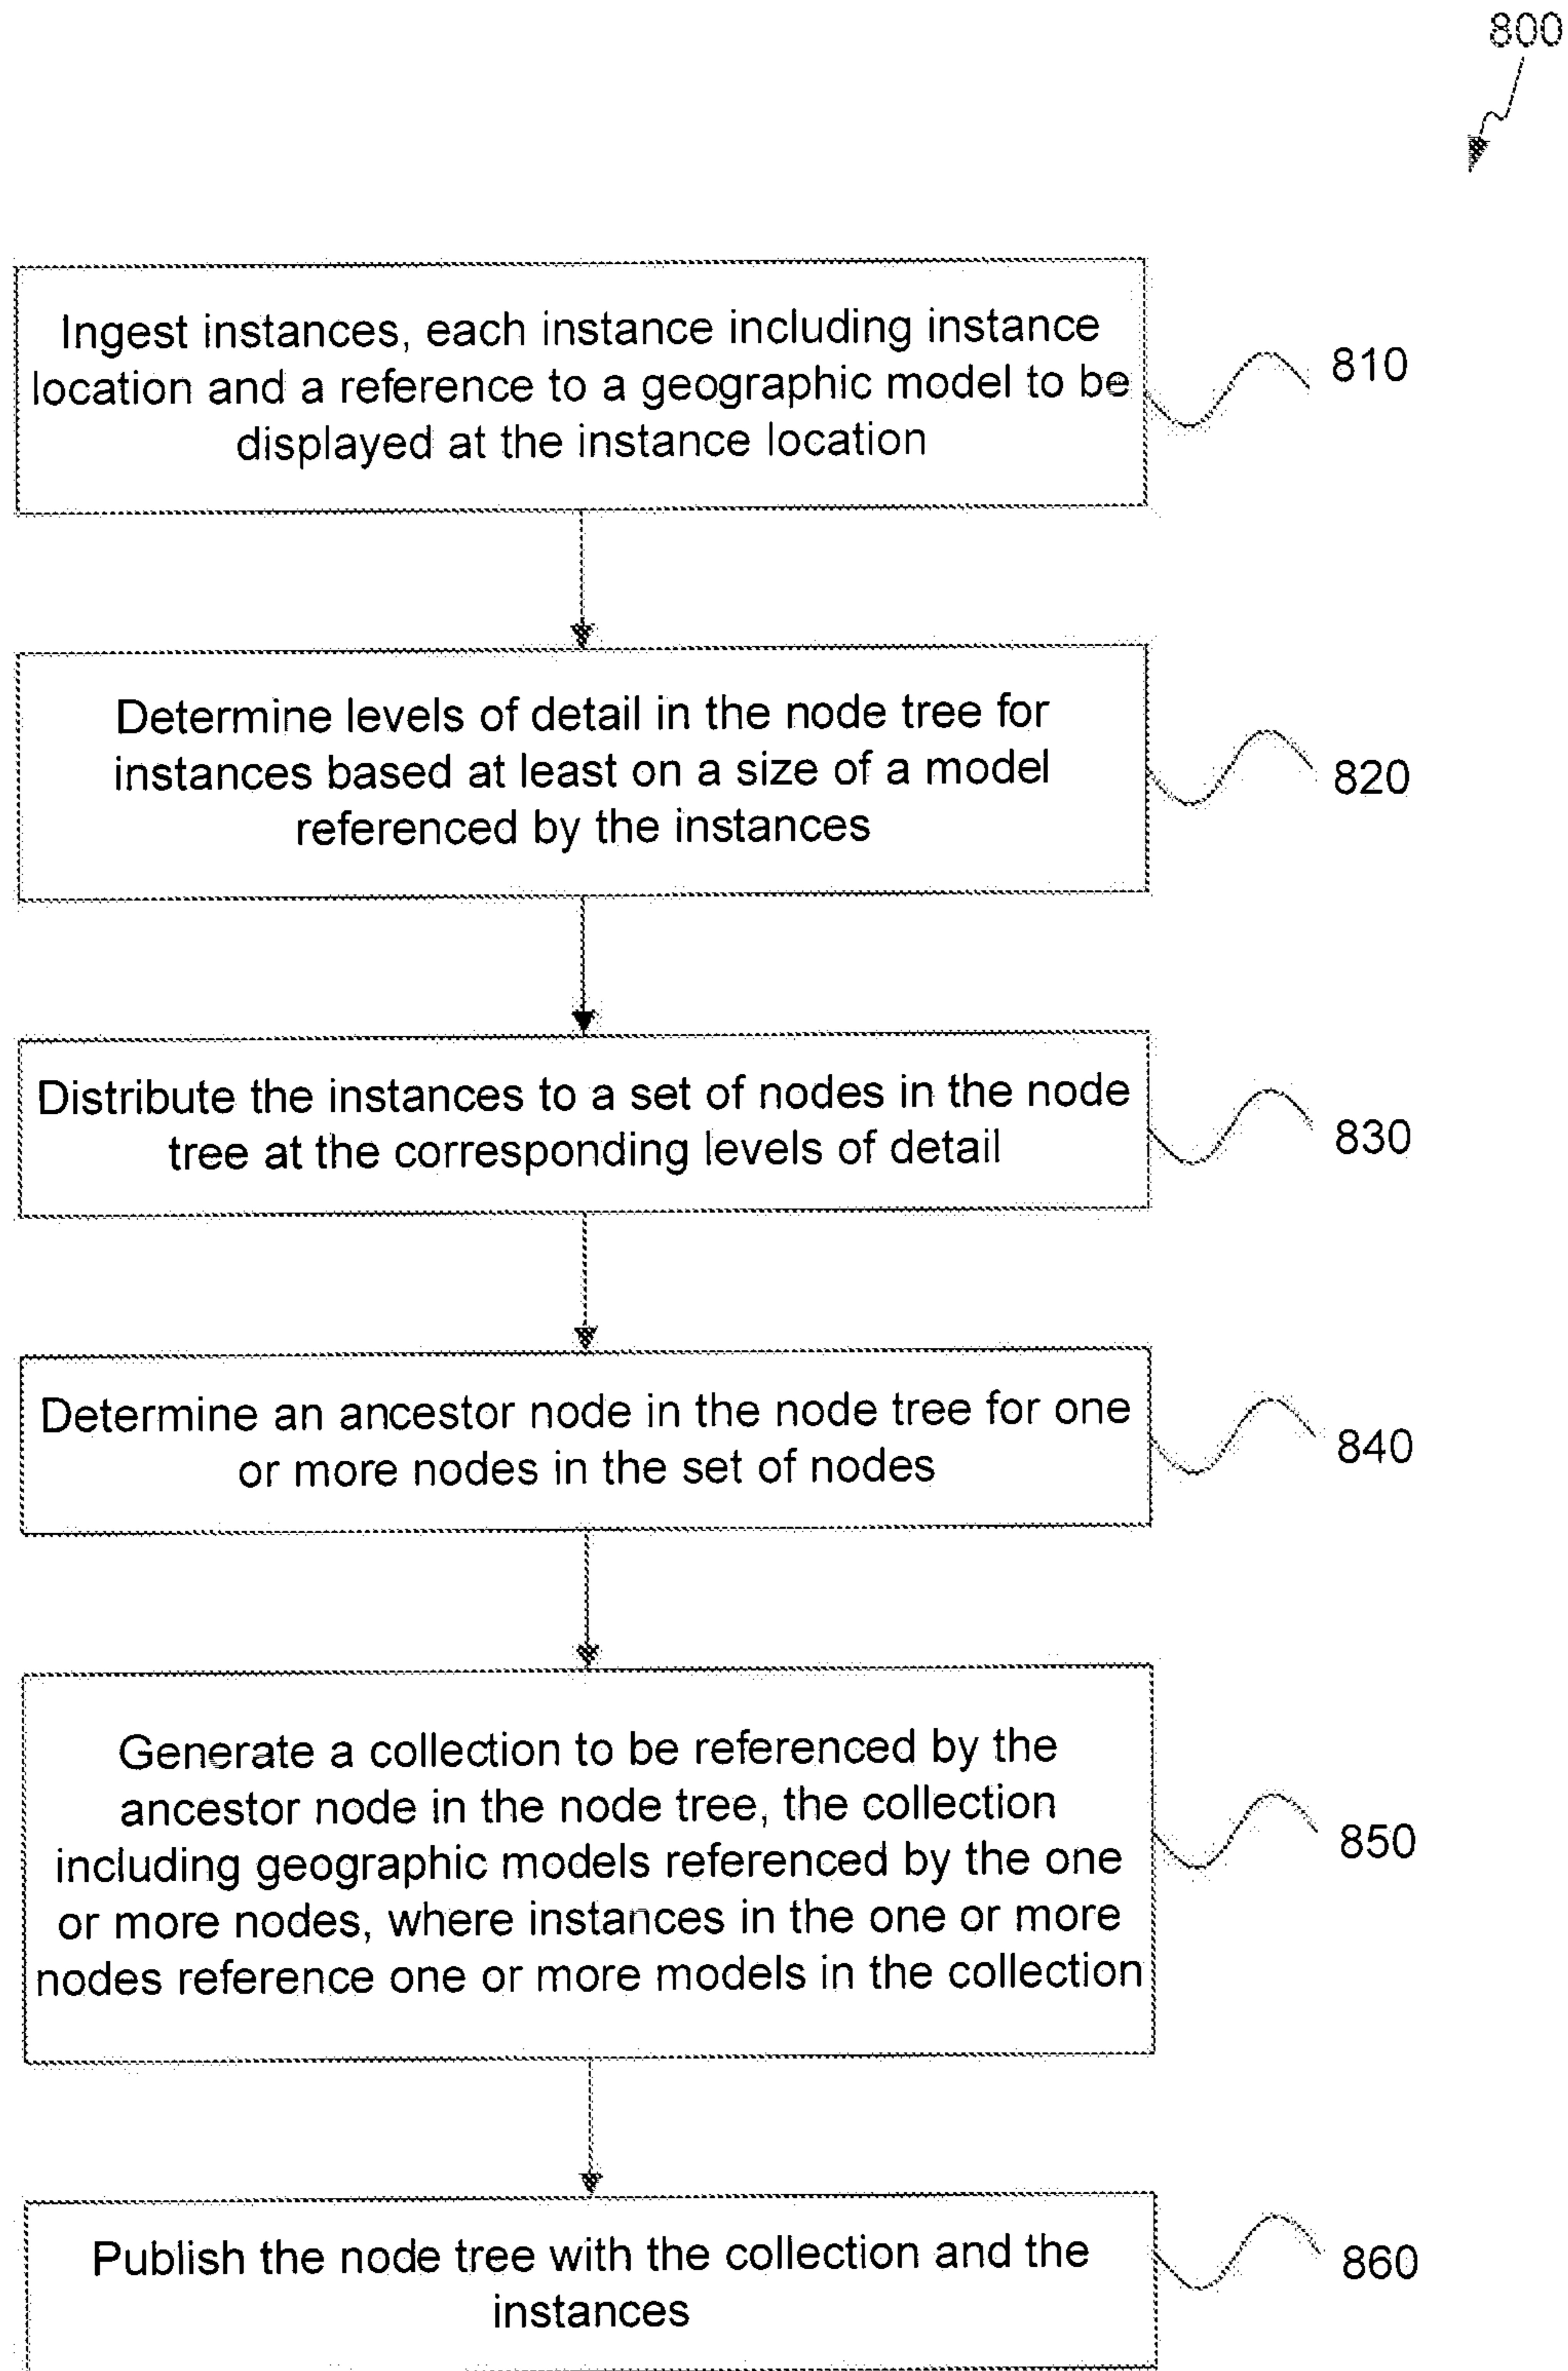 800
Ingest instances, each instance including instance
location and a reference to a geographic model to be
displayed at the instance location
810
Determine levels of detail in the node tree for
instances based at least on a size of a model
referenced by the instances
820
Distribute the instances to a set of nodes in the node
tree at the corresponding levels of detail
830
Determine an ancestor node in the node tree for one
or more nodes in the set of nodes
840
Generate a collection to be referenced by the
ancestor node in the node tree, the collection
including geographic models referenced by the one
or more nodes, where instances in the one or more
nodes reference one or more models in the collection
850
Publish the node tree with the collection and the
instances
860